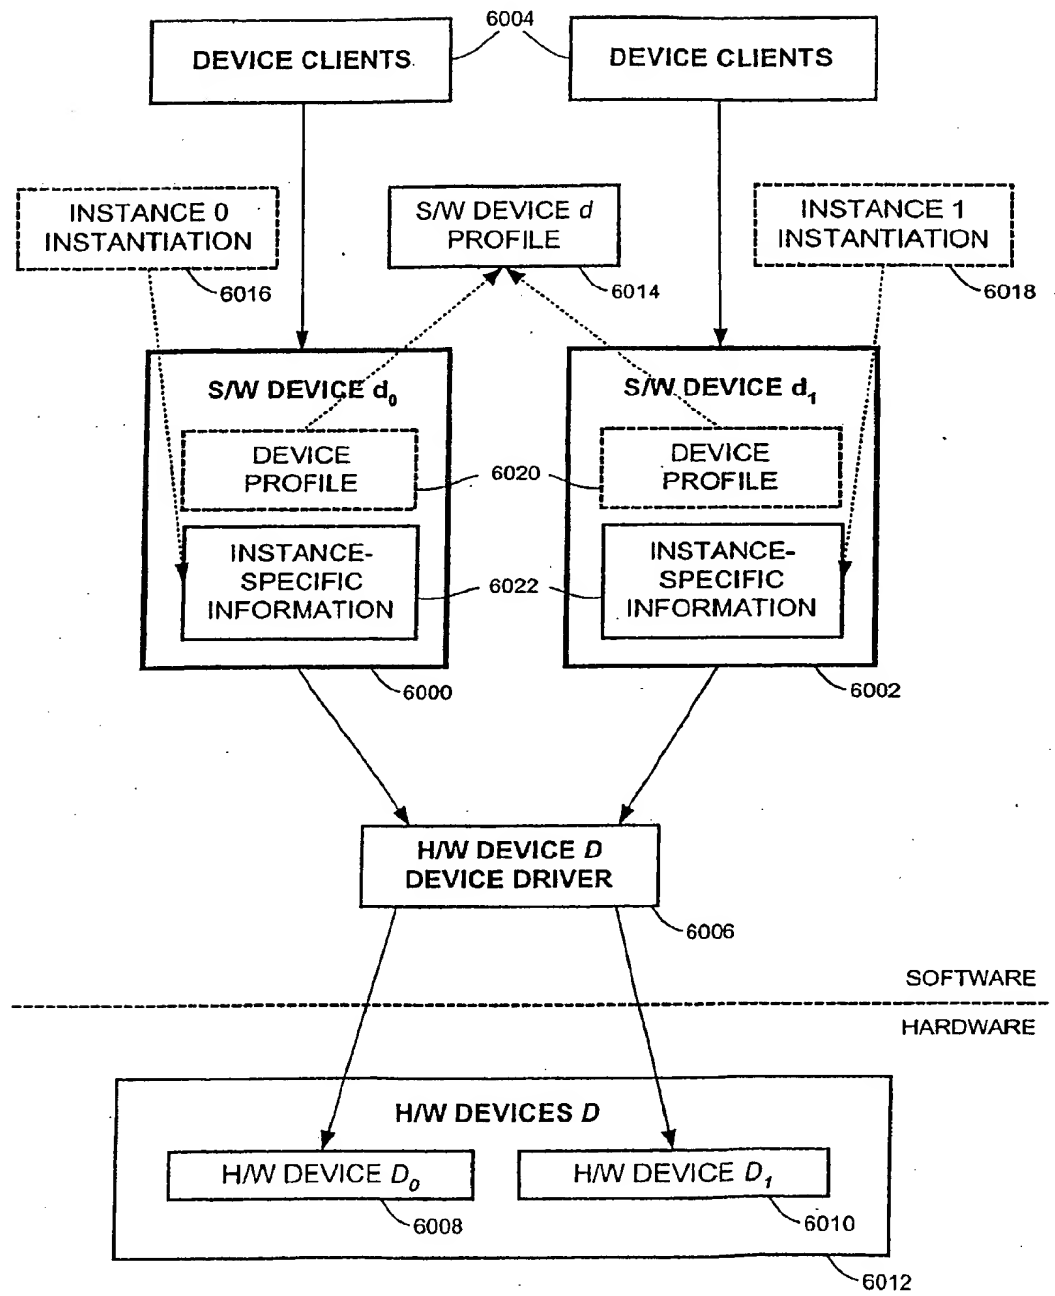 6004
DEVICE CLIENTS
DEVICE CLIENTS
INSTANCE 0
INSTANTIATION
6016
S/W DEVICE d
PROFILE
6014
INSTANCE 1
INSTANTIATION
6018
S/W DEVICE d0
DEVICE
PROFILE
INSTANCE-
SPECIFIC
INFORMATION
6000
6020
6022
S/W DEVICE d1
DEVICE
PROFILE
INSTANCE-
SPECIFIC
INFORMATION
6002
H/W DEVICE D
DEVICE DRIVER
6006
SOFTWARE
HARDWARE
H/W DEVICES D
H/W DEVICE D0
6008
H/W DEVICE D1
6010
6012